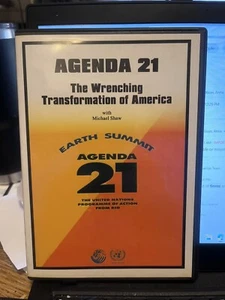 AGENDA 21
The Wrenching
Transformation of America
with
Michael Shaw
EARTH SUMMIT
AGENDA
21
THE UNITED NATIONS
PROGRAMME OF ACTION
FROM RIO